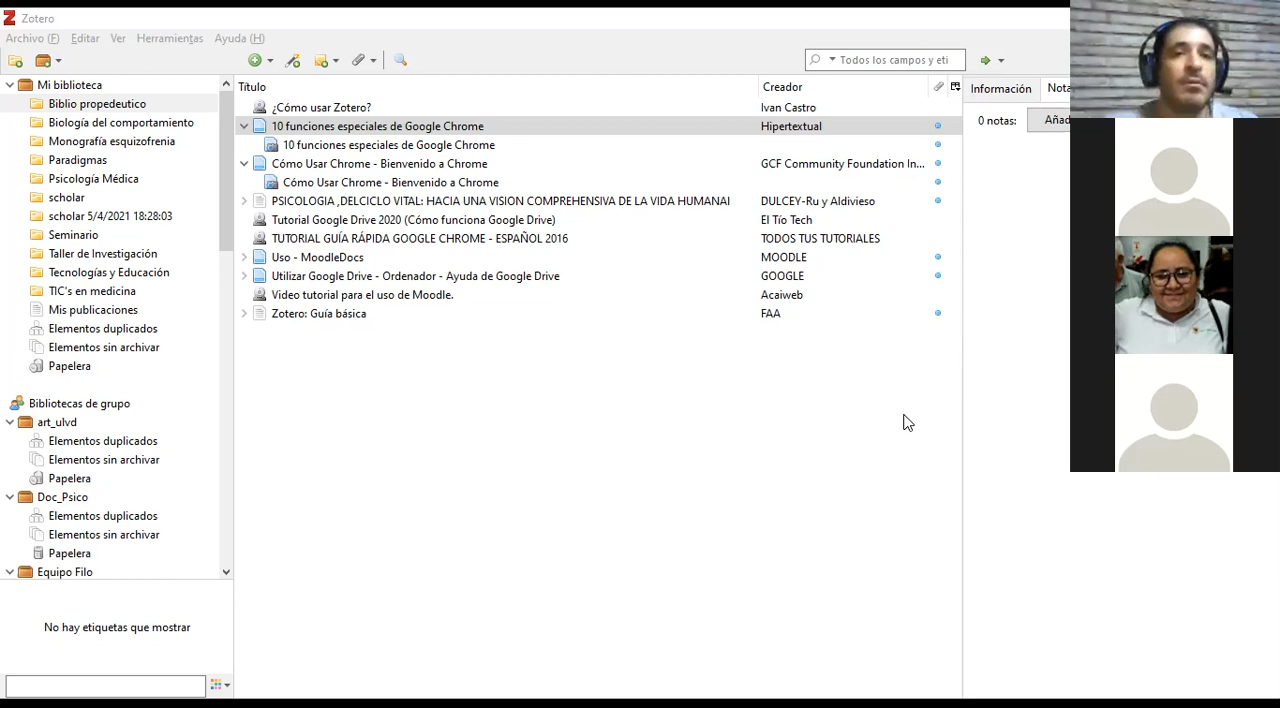 Zotero
Archivo (F) Editar Ver Herramientas Ayuda (H)
Todos los campos y eti
Mi biblioteca
Biblio propedeutico
Biología del comportamiento
Monografía esquizofrenia
Paradigmas
Psicología Médica
scholar
scholar 5/4/2021 18:28:03
Seminario
Taller de Investigación
Tecnologías y Educación
TIC's en medicina
Mis publicaciones
Elementos duplicados
Elementos sin archivar
Papelera
Bibliotecas de grupo
art_ulvd
Elementos duplicados
Elementos sin archivar
Papelera
Doc_Psico
Elementos duplicados
Elementos sin archivar
Papelera
Equipo Filo
No hay etiquetas que mostrar
Título Creador
¿Cómo usar Zotero? Ivan Castro
10 funciones especiales de Google Chrome Hipertextual
10 funciones especiales de Google Chrome
Cómo Usar Chrome - Bienvenido a Chrome GCF Community Foundation In...
Cómo Usar Chrome - Bienvenido a Chrome
PSICOLOGIA ,DELCICLO VITAL: HACIA UNA VISION COMPREHENSIVA DE LA VIDA HUMANAI DULCEY-Ru y Aldivieso
Tutorial Google Drive 2020 (Cómo funciona Google Drive) El Tío Tech
TUTORIAL GUÍA RÁPIDA GOOGLE CHROME - ESPAÑOL 2016 TODOS TUS TUTORIALES
Uso - MoodleDocs MOODLE
Utilizar Google Drive - Ordenador - Ayuda de Google Drive GOOGLE
Video tutorial para el uso de Moodle. Acaiweb
Zotero: Guía básica FAA
Información Nota
0 notas: Añad